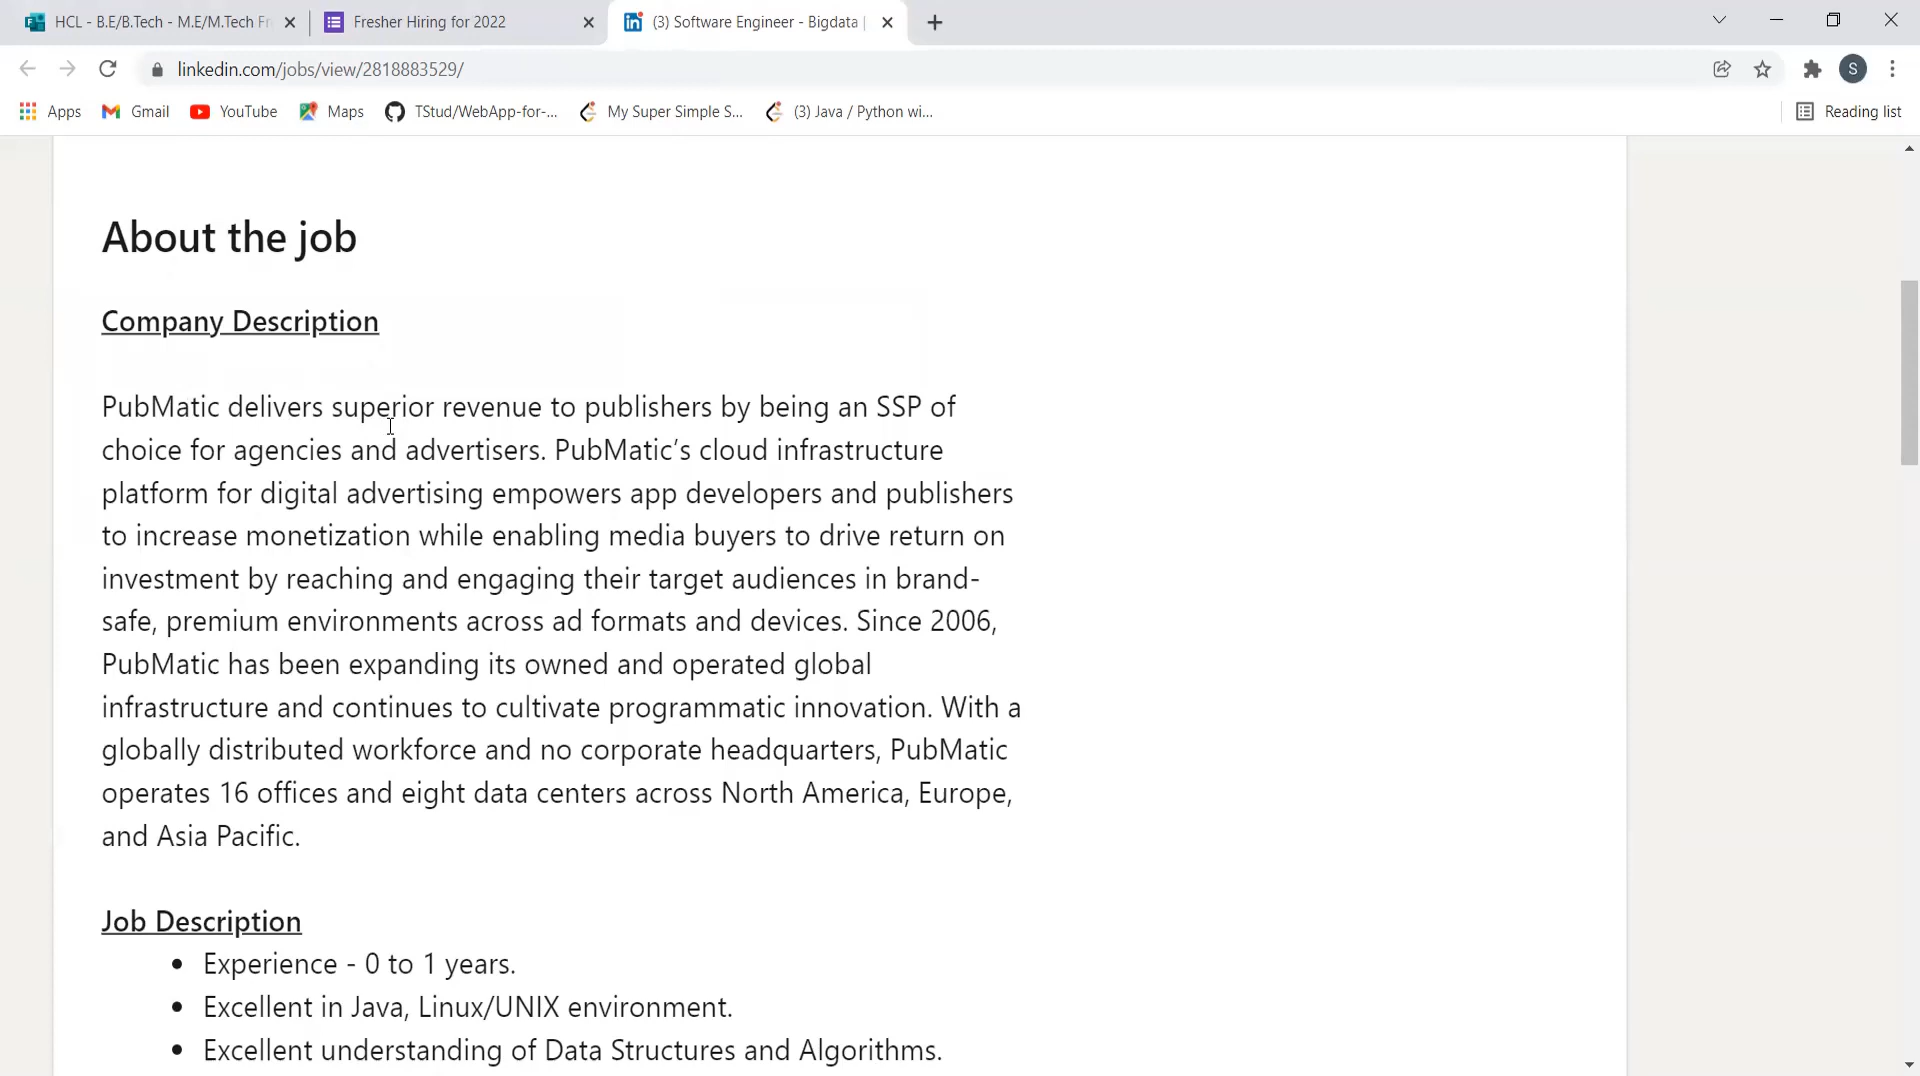 HCL - B.E/B.Tech - M.E/M.Tech Fr
Fresher Hiring for 2022
(3) Software Engineer - Bigdata |
linkedin.com/jobs/view/2818883529/
S
Apps
Gmail
YouTube
Maps
TStud/WebApp-for-...
My Super Simple S...
(3) Java / Python wi...
Reading list
About the job
Company Description
PubMatic delivers superior revenue to publishers by being an SSP of
choice for agencies and advertisers. PubMatic’s cloud infrastructure
platform for digital advertising empowers app developers and publishers
to increase monetization while enabling media buyers to drive return on
investment by reaching and engaging their target audiences in brand-
safe, premium environments across ad formats and devices. Since 2006,
PubMatic has been expanding its owned and operated global
infrastructure and continues to cultivate programmatic innovation. With a
globally distributed workforce and no corporate headquarters, PubMatic
operates 16 offices and eight data centers across North America, Europe,
and Asia Pacific.
Job Description
• Experience - 0 to 1 years.
• Excellent in Java, Linux/UNIX environment.
• Excellent understanding of Data Structures and Algorithms.